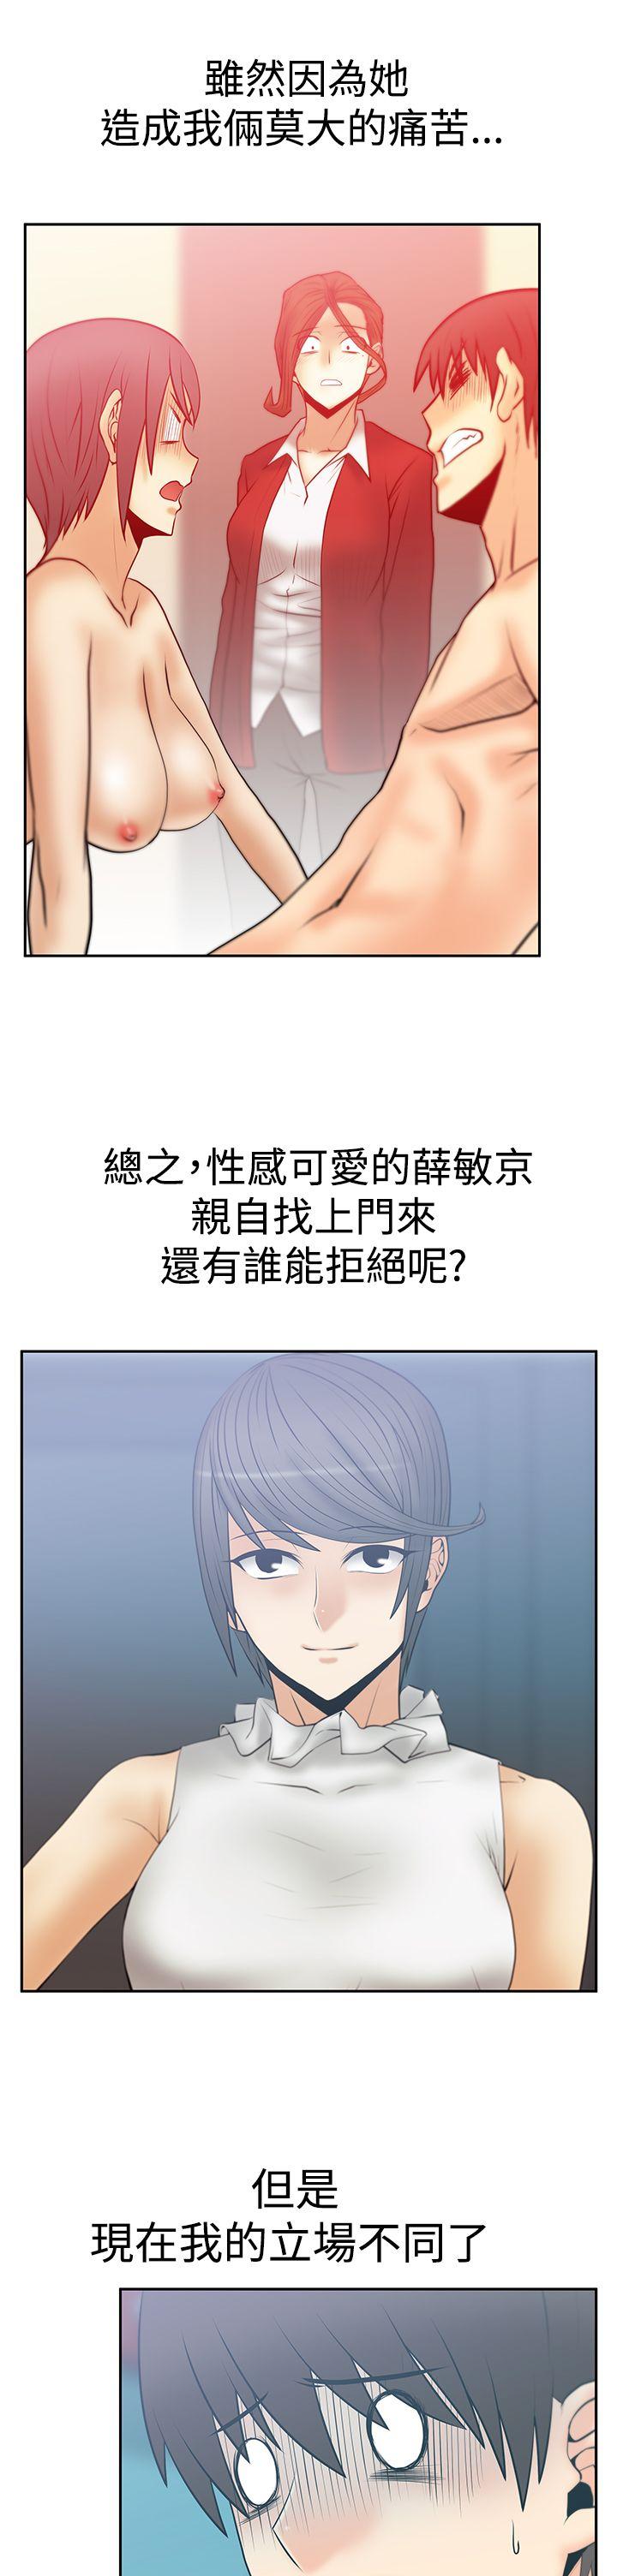 雖然因為她
造成我倆莫大的痛苦...
總之,性感可愛的薛敏京
親自找上門來
還有誰能拒絕呢?
但是
現在我的立場不同了